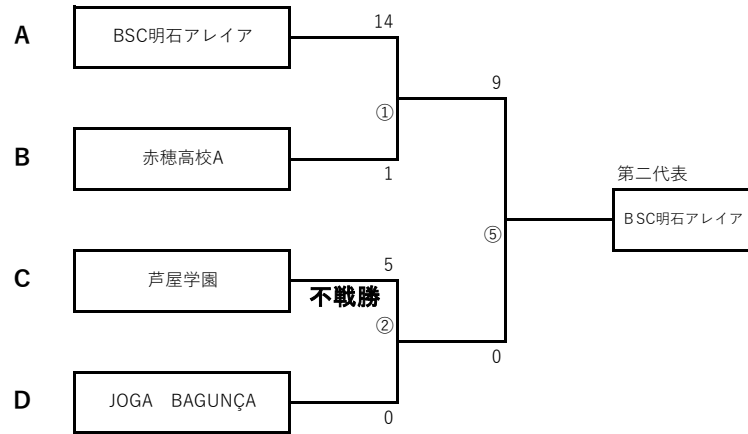 A
BSC明石アレイア
14
①
9
B
赤穂高校A
1
第二代表
ＢSC明石アレイア
⑤
C
芦屋学園
5
不戦勝
②
0
D
JOGA　BAGUNÇA
0